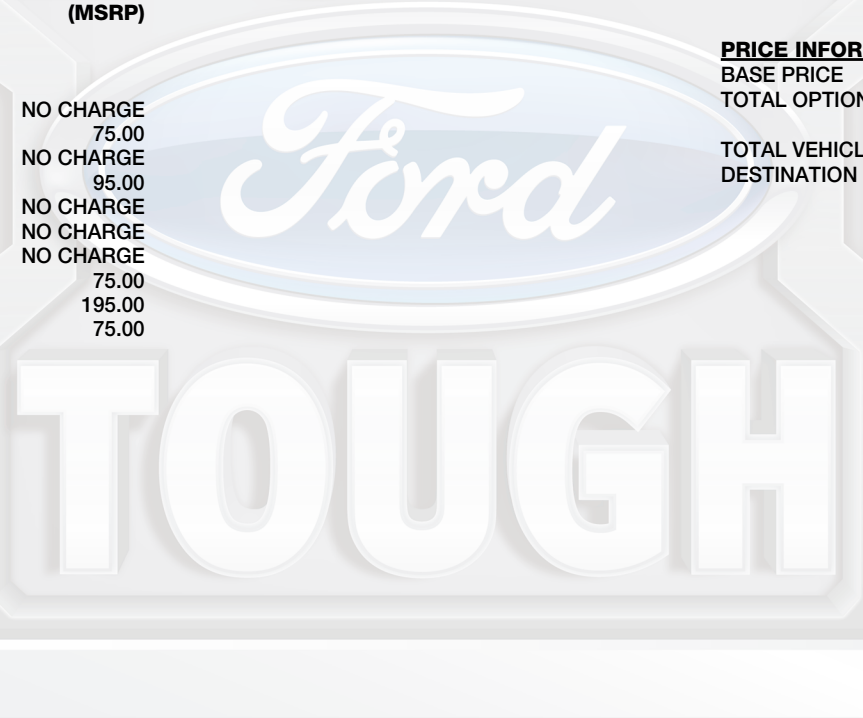 (MSRP)
NO CHARGE
75.00
NO CHARGE
95.00
NO CHARGE
NO CHARGE
NO CHARGE
75.00
195.00
75.00
PRICE INFOR
BASE PRICE
TOTAL OPTION
TOTAL VEHICL
DESTINATION
Ford
TOUGH